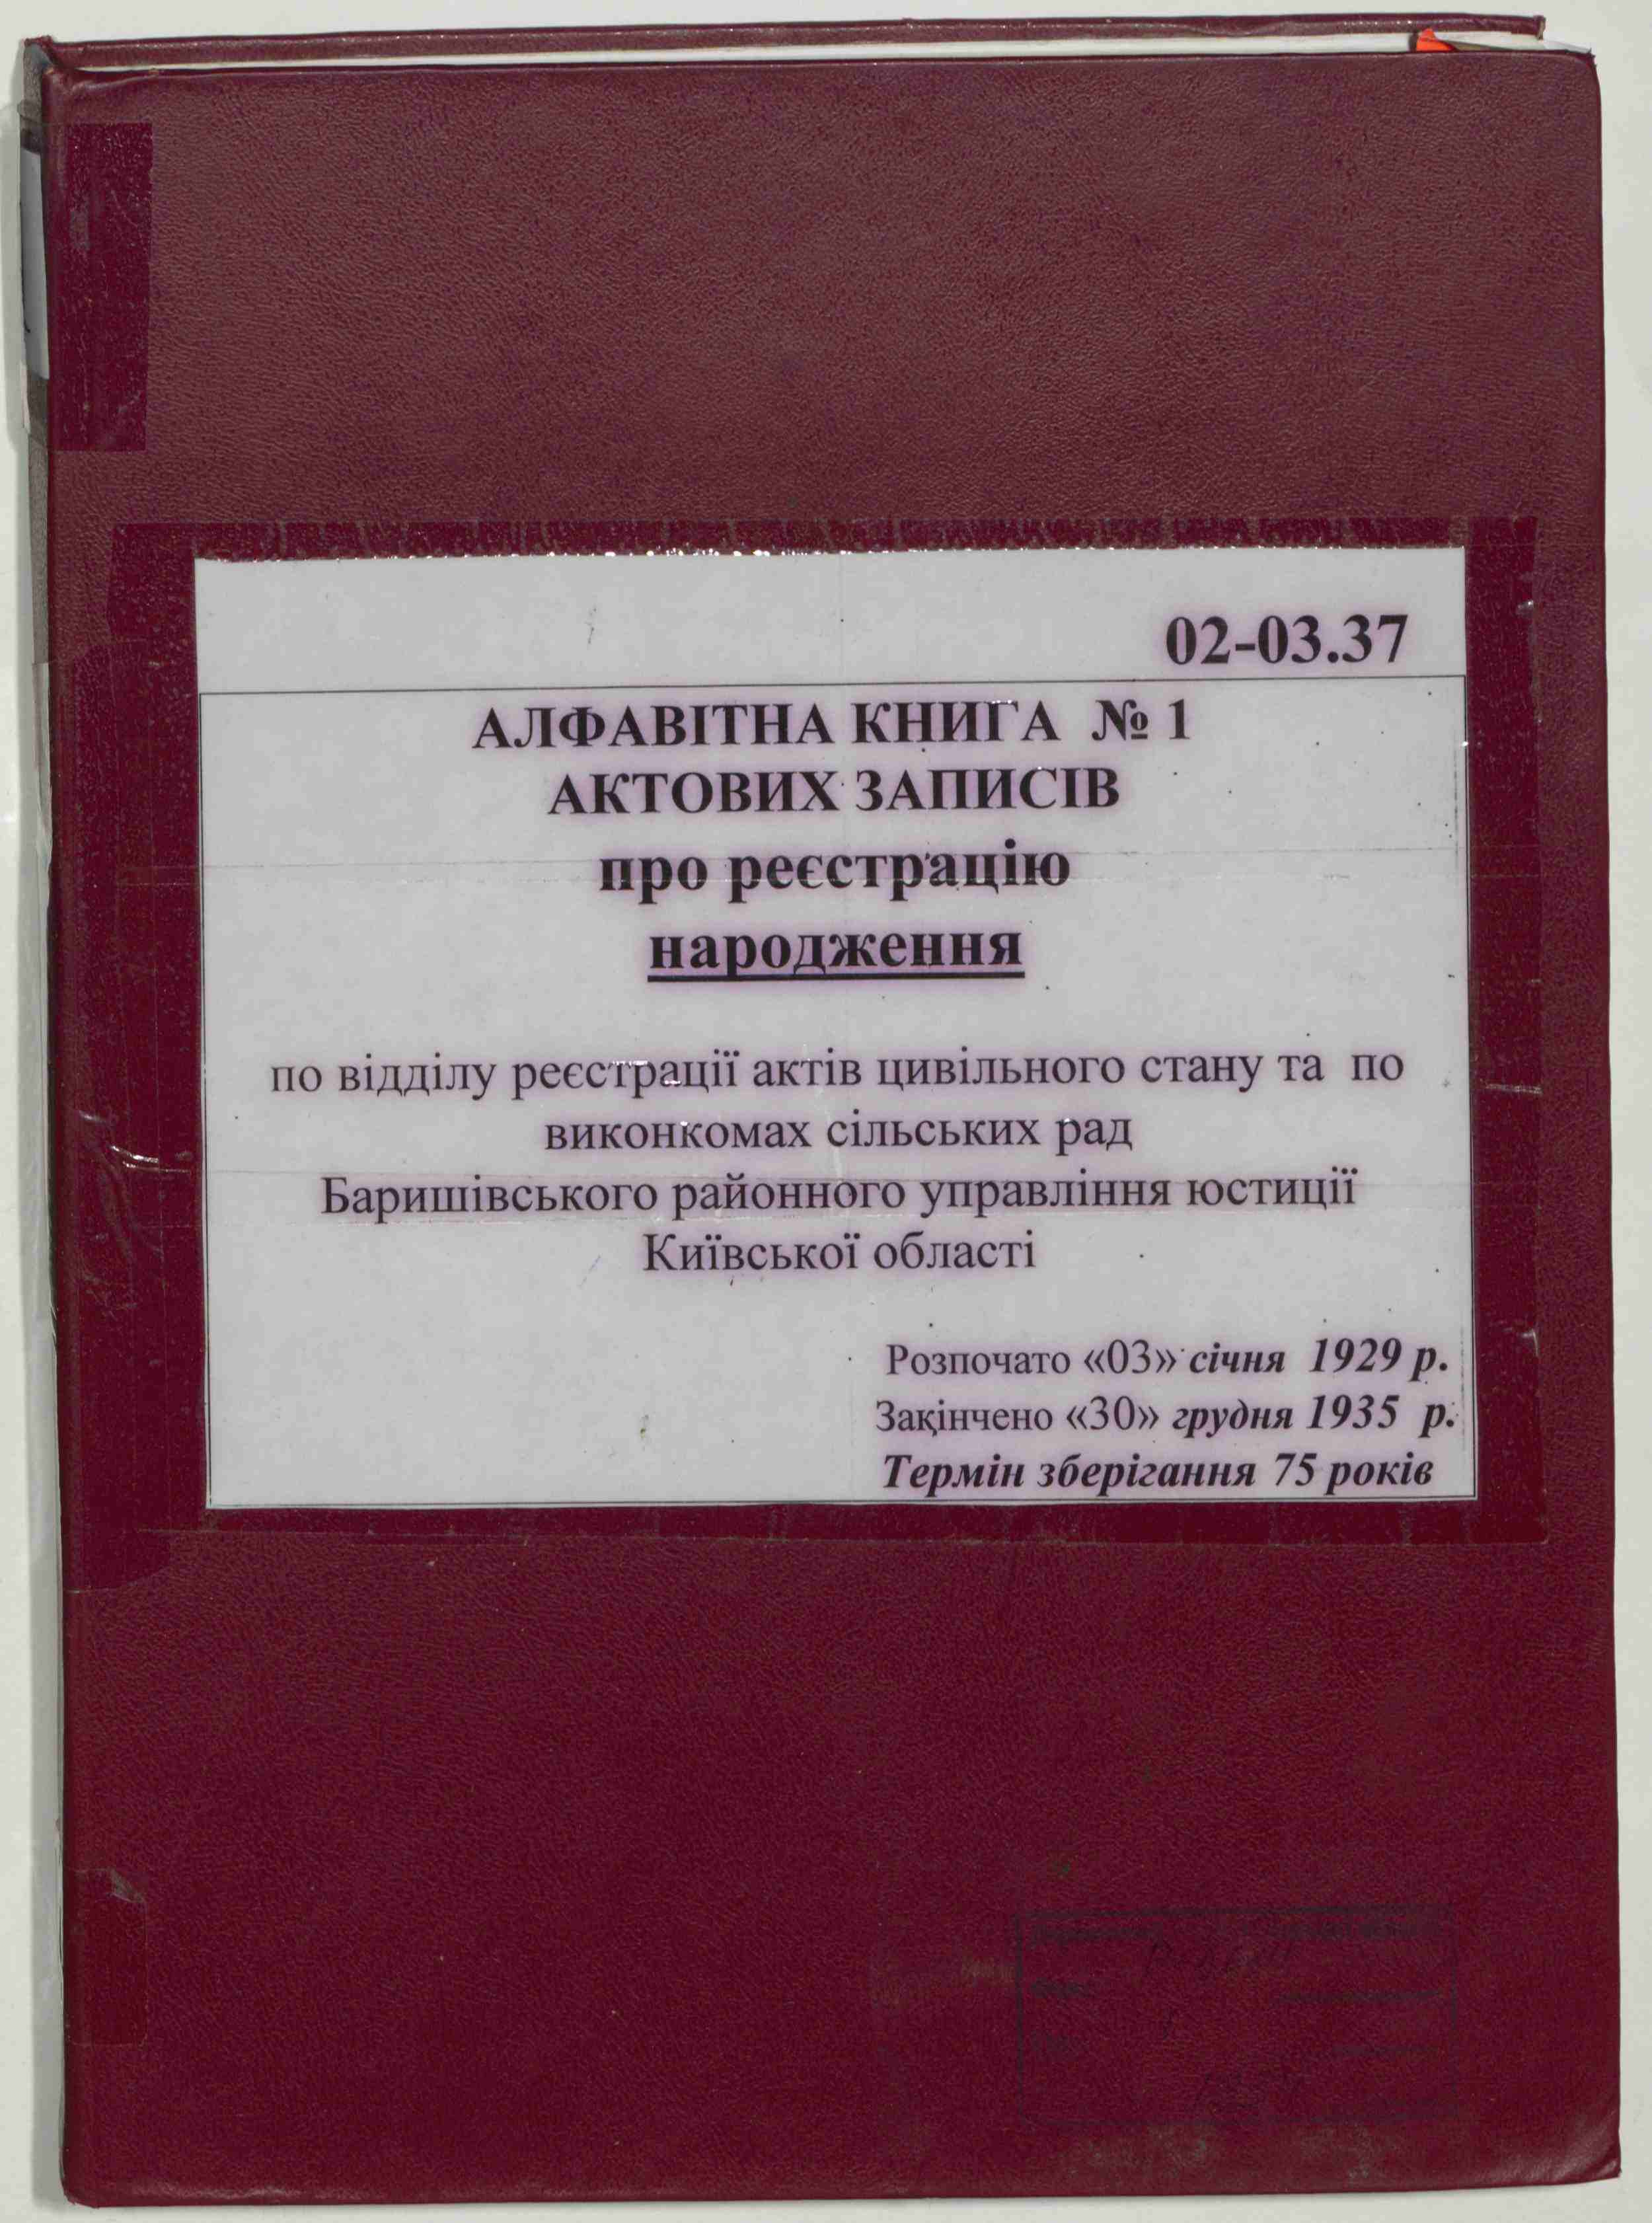 02-03.37
АЛФАВІТНА КНИГА № 1
АКТОВИХ ЗАПИСІВ
про реєстрацію
народження
по відділу реєстрації актів цивільного стану та по
виконкомах сільських рад
Баришівського районного управління юстиції
Київської області
Розпочато «03» січня 1929 р.
Закінчено «30» грудня 1935 р.
Термін зберігання 75 років